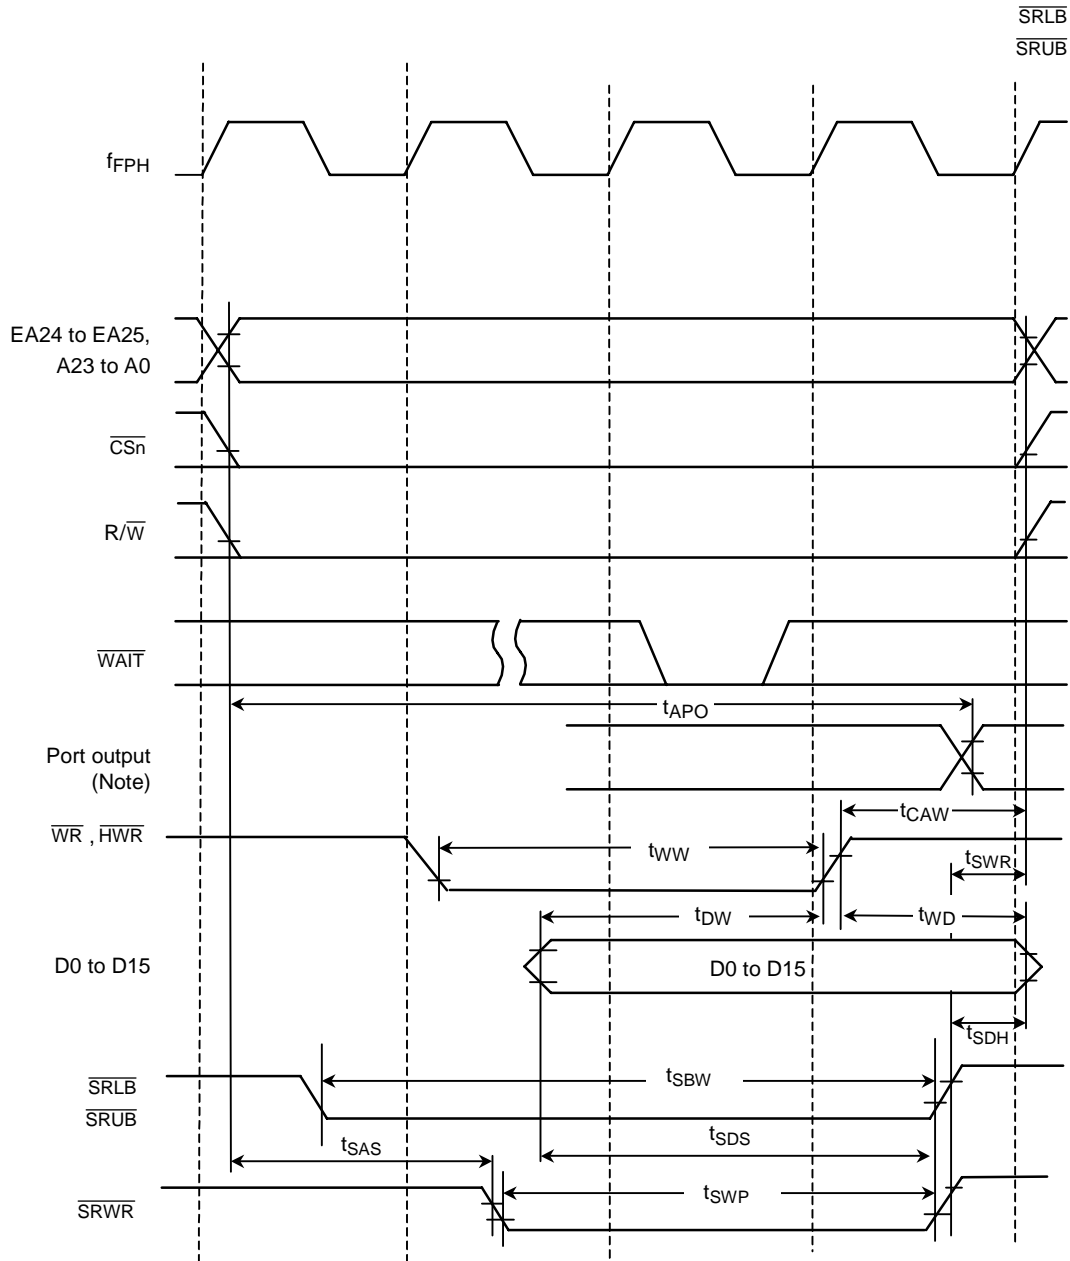 SRLB
SRUB
fFPH
EA24 to EA25,
A23 to A0
CSn
R/W
WAIT
tAPO
Port output
(Note)
tCAW
WR , HWR
tWW
tSWR
tDW
tWD
D0 to D15
D0 to D15
tSDH
SRLB
tSBW
SRUB
tSDS
tSAS
tSWP
SRWR